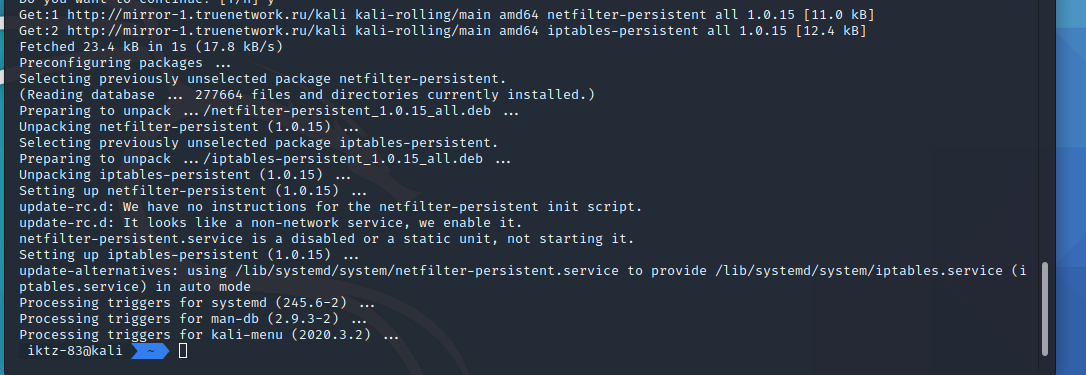 Do you want to continue? [Y/n] y
Get:1 http://mirror-1.truenetwork.ru/kali kali-rolling/main amd64 netfilter-persistent all 1.0.15 [11.0 kB]
Get:2 http://mirror-1.truenetwork.ru/kali kali-rolling/main amd64 iptables-persistent all 1.0.15 [12.4 kB]
Fetched 23.4 kB in 1s (17.8 kB/s)
Preconfiguring packages ...
Selecting previously unselected package netfilter-persistent.
(Reading database ... 277664 files and directories currently installed.)
Preparing to unpack .../netfilter-persistent_1.0.15_all.deb ...
Unpacking netfilter-persistent (1.0.15) ...
Selecting previously unselected package iptables-persistent.
Preparing to unpack .../iptables-persistent_1.0.15_all.deb ...
Unpacking iptables-persistent (1.0.15) ...
Setting up netfilter-persistent (1.0.15) ...
update-rc.d: We have no instructions for the netfilter-persistent init script.
update-rc.d: It looks like a non-network service, we enable it.
netfilter-persistent.service is a disabled or a static unit, not starting it.
Setting up iptables-persistent (1.0.15) ...
update-alternatives: using /lib/systemd/system/netfilter-persistent.service to provide /lib/systemd/system/iptables.service (i
ptables.service) in auto mode
Processing triggers for systemd (245.6-2) ...
Processing triggers for man-db (2.9.3-2) ...
Processing triggers for kali-menu (2020.3.2) ...
iktz-83@kali ~